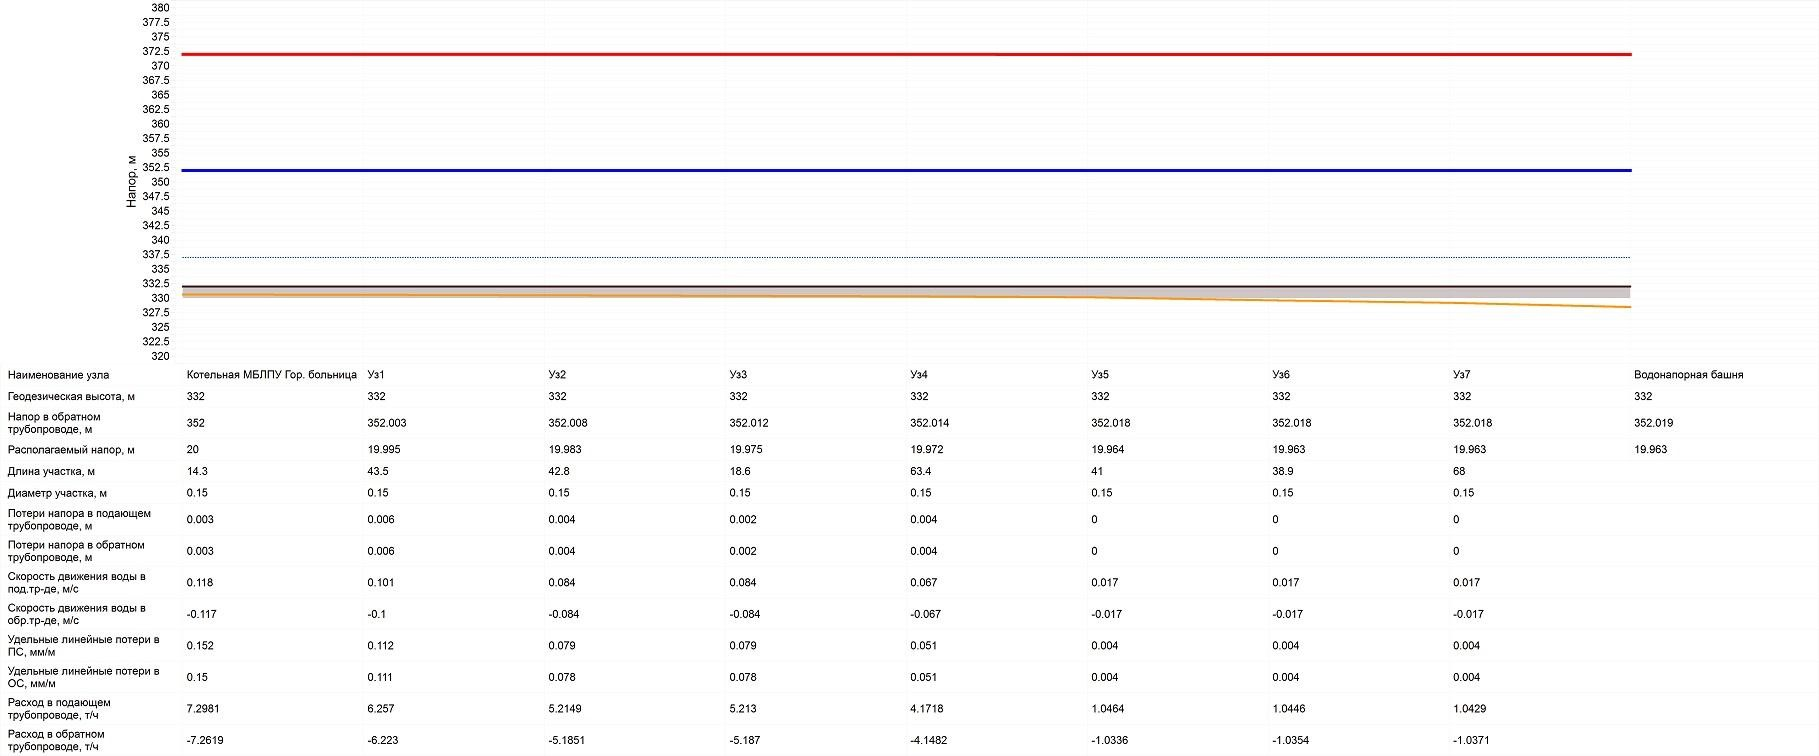 380
377.5
375
372.5
370
367.5
365
362.5
360
357.5
355
352.5
350
347.5
345
342.5
340
337.5
335
332.5
330
327.5
325
322.5
320
Напор, м
Наименование узла Котельная МБЛПУ Гор. больница Уз1 Уз2 Уз3 Уз4 Уз5 Уз6 Уз7 Водонапорная башня
Геодезическая высота, м 332 332 332 332 332 332 332 332 332
Напор в обратном
трубопроводе, м 352 352.003 352.008 352.012 352.014 352.018 352.018 352.018 352.019
Располагаемый напор, м 20 19.995 19.983 19.975 19.972 19.964 19.963 19.963 19.963
Длина участка, м 14.3 43.5 42.8 18.6 63.4 41 38.9 68
Диаметр участка, м 0.15 0.15 0.15 0.15 0.15 0.15 0.15 0.15
Потери напора в подающем
трубопроводе, м 0.003 0.006 0.004 0.002 0.004 0 0 0
Потери напора в обратном
трубопроводе, м 0.003 0.006 0.004 0.002 0.004 0 0 0
Скорость движения воды в
под.тр-де, м/с 0.118 0.101 0.084 0.084 0.067 0.017 0.017 0.017
Скорость движения воды в
обр.тр-де, м/с -0.117 -0.1 -0.084 -0.084 -0.067 -0.017 -0.017 -0.017
Удельные линейные потери в
ПС, мм/м 0.152 0.112 0.079 0.079 0.051 0.004 0.004 0.004
Удельные линейные потери в
ОС, мм/м 0.15 0.111 0.078 0.078 0.051 0.004 0.004 0.004
Расход в подающем
трубопроводе, т/ч 7.2981 6.257 5.2149 5.213 4.1718 1.0464 1.0446 1.0429
Расход в обратном
трубопроводе, т/ч -7.2619 -6.223 -5.1851 -5.187 -4.1482 -1.0336 -1.0354 -1.0371